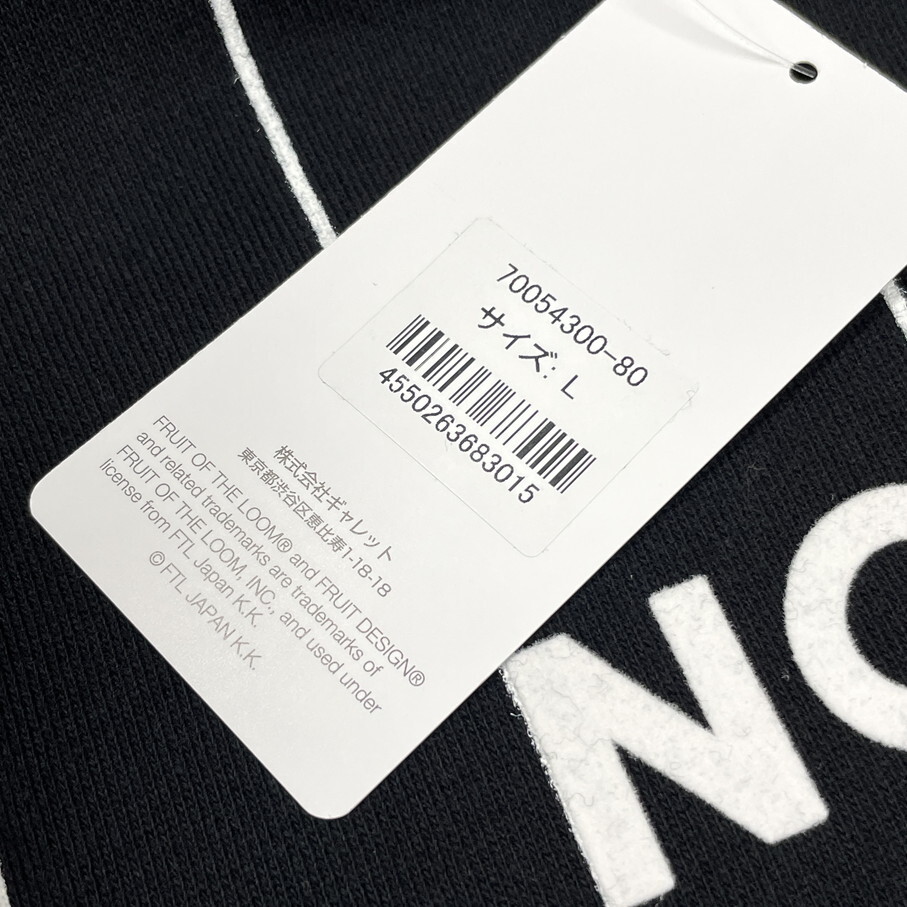 70054300-80
サイズ: L
4550263683015
株式会社ギャレット
東京都渋谷区恵比寿1-18-18
FRUIT OF THE LOOM® and FRUIT DESIGN®
and related trademarks are trademarks of
FRUIT OF THE LOOM, INC., and used under
license from FTL Japan K.K.
© FTL JAPAN K.K.
NO